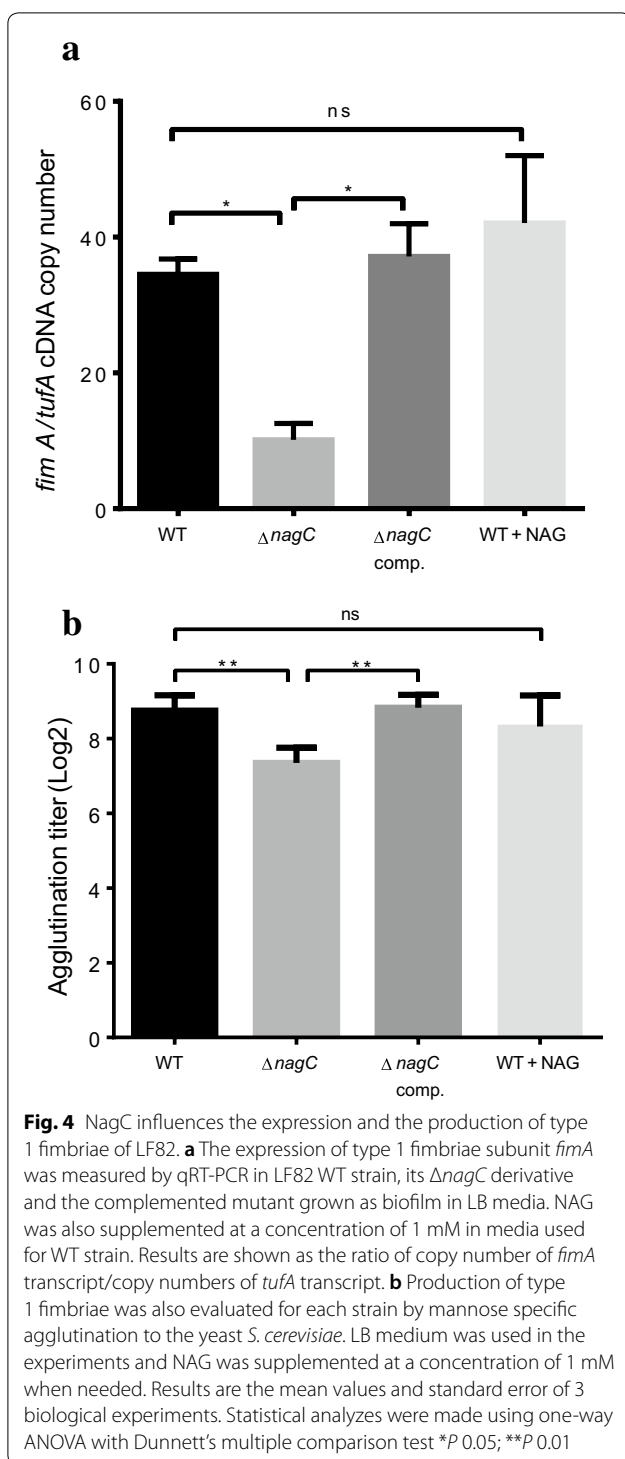 a
60
40
20
0
fim A/tufA cDNA copy number
ns
*
*
WT
ΔnagC
ΔnagC
comp.
WT + NAG
b
10
8
6
4
2
0
Agglutination titer (Log2)
ns
**
**
WT
ΔnagC
Δ nagC
comp.
WT + NAG
Fig. 4 NagC influences the expression and the production of type
1 fimbriae of LF82. a The expression of type 1 fimbriae subunit fimA
was measured by qRT-PCR in LF82 WT strain, its ΔnagC derivative
and the complemented mutant grown as biofilm in LB media. NAG
was also supplemented at a concentration of 1 mM in media used
for WT strain. Results are shown as the ratio of copy number of fimA
transcript/copy numbers of tufA transcript. b Production of type
1 fimbriae was also evaluated for each strain by mannose specific
agglutination to the yeast S. cerevisiae. LB medium was used in the
experiments and NAG was supplemented at a concentration of 1 mM
when needed. Results are the mean values and standard error of 3
biological experiments. Statistical analyzes were made using one-way
ANOVA with Dunnett's multiple comparison test *P 0.05; **P 0.01